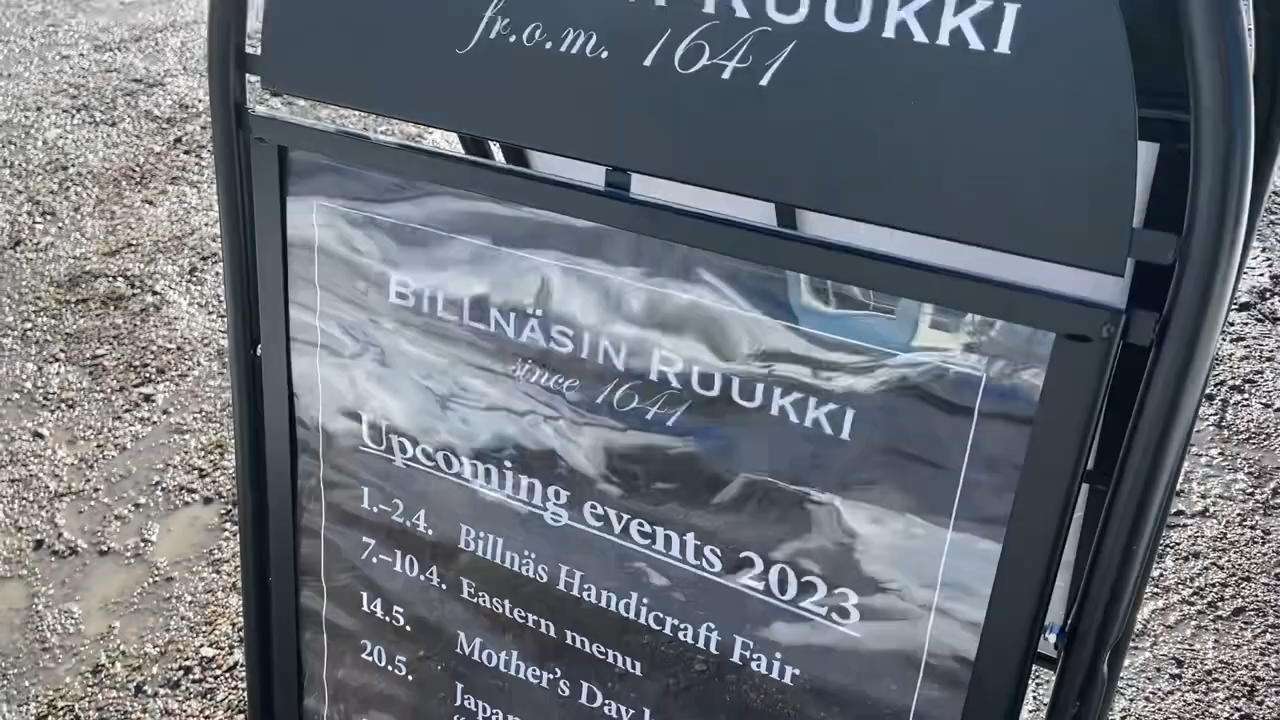 RUUKKI
fr.o.m. 1641
BILLNÄSIN RUUKKI
since 1641
Upcoming events 2023
1.–2.4. Billnäs Handicraft Fair
7.–10.4. Eastern menu
14.5. Mother's Day
20.5.